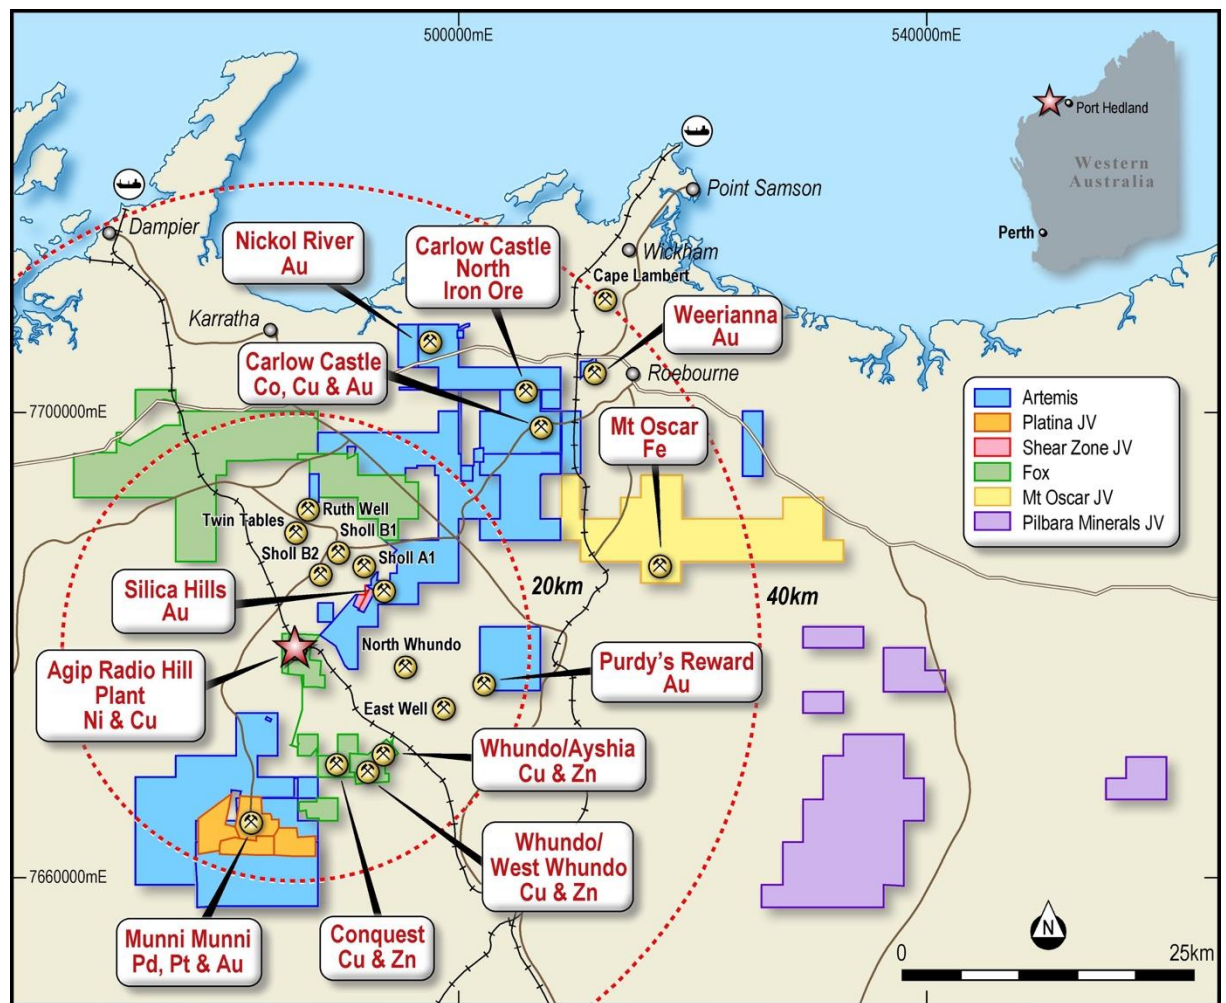 500000mE
540000mE
Port Hedland
Western
Australia
Perth
Point Samson
Dampier
Nickol River
Au
Carlow Castle
North
Iron Ore
Wickham
Cape Lambert
Karratha
Weerianna
Au
Carlow Castle
Co, Cu & Au
Roebourne
7700000mE
Mt Oscar
Fe
Artemis
Platina JV
Shear Zone JV
Fox
Mt Oscar JV
Pilbara Minerals JV
Ruth Well
Twin Tables
Sholl B1
Sholl B2
Sholl A1
Silica Hills
Au
20km
40km
North Whundo
Agip Radio Hill
Plant
Ni & Cu
Purdy's Reward
Au
East Well
Whundo/Ayshia
Cu & Zn
Whundo/
West Whundo
Cu & Zn
7660000mE
Munni Munni
Pd, Pt & Au
Conquest
Cu & Zn
N
0
25km